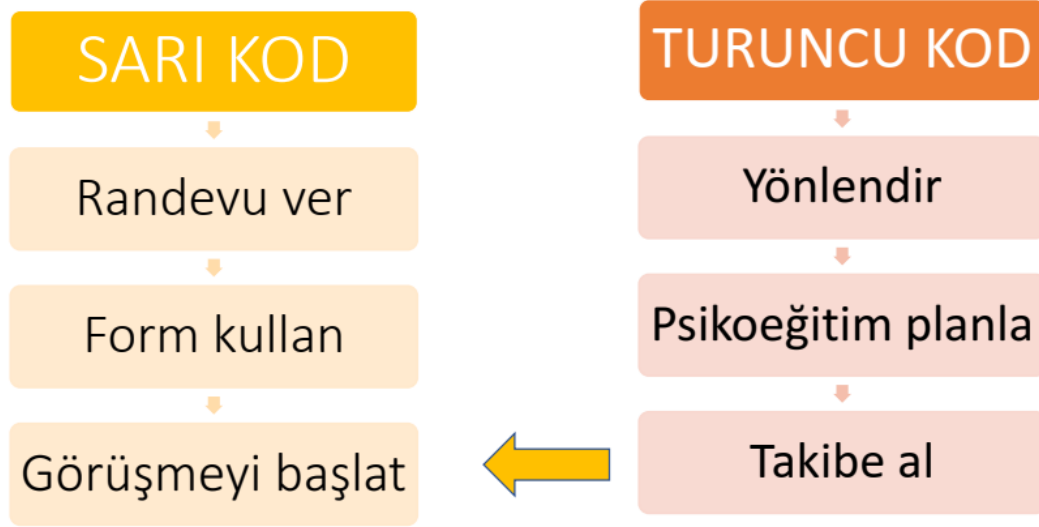 SARI KOD
Randevu ver
Form kullan
Görüşmeyi başlat
TURUNCU KOD
Yönlendir
Psikoeğitim planla
Takibe al